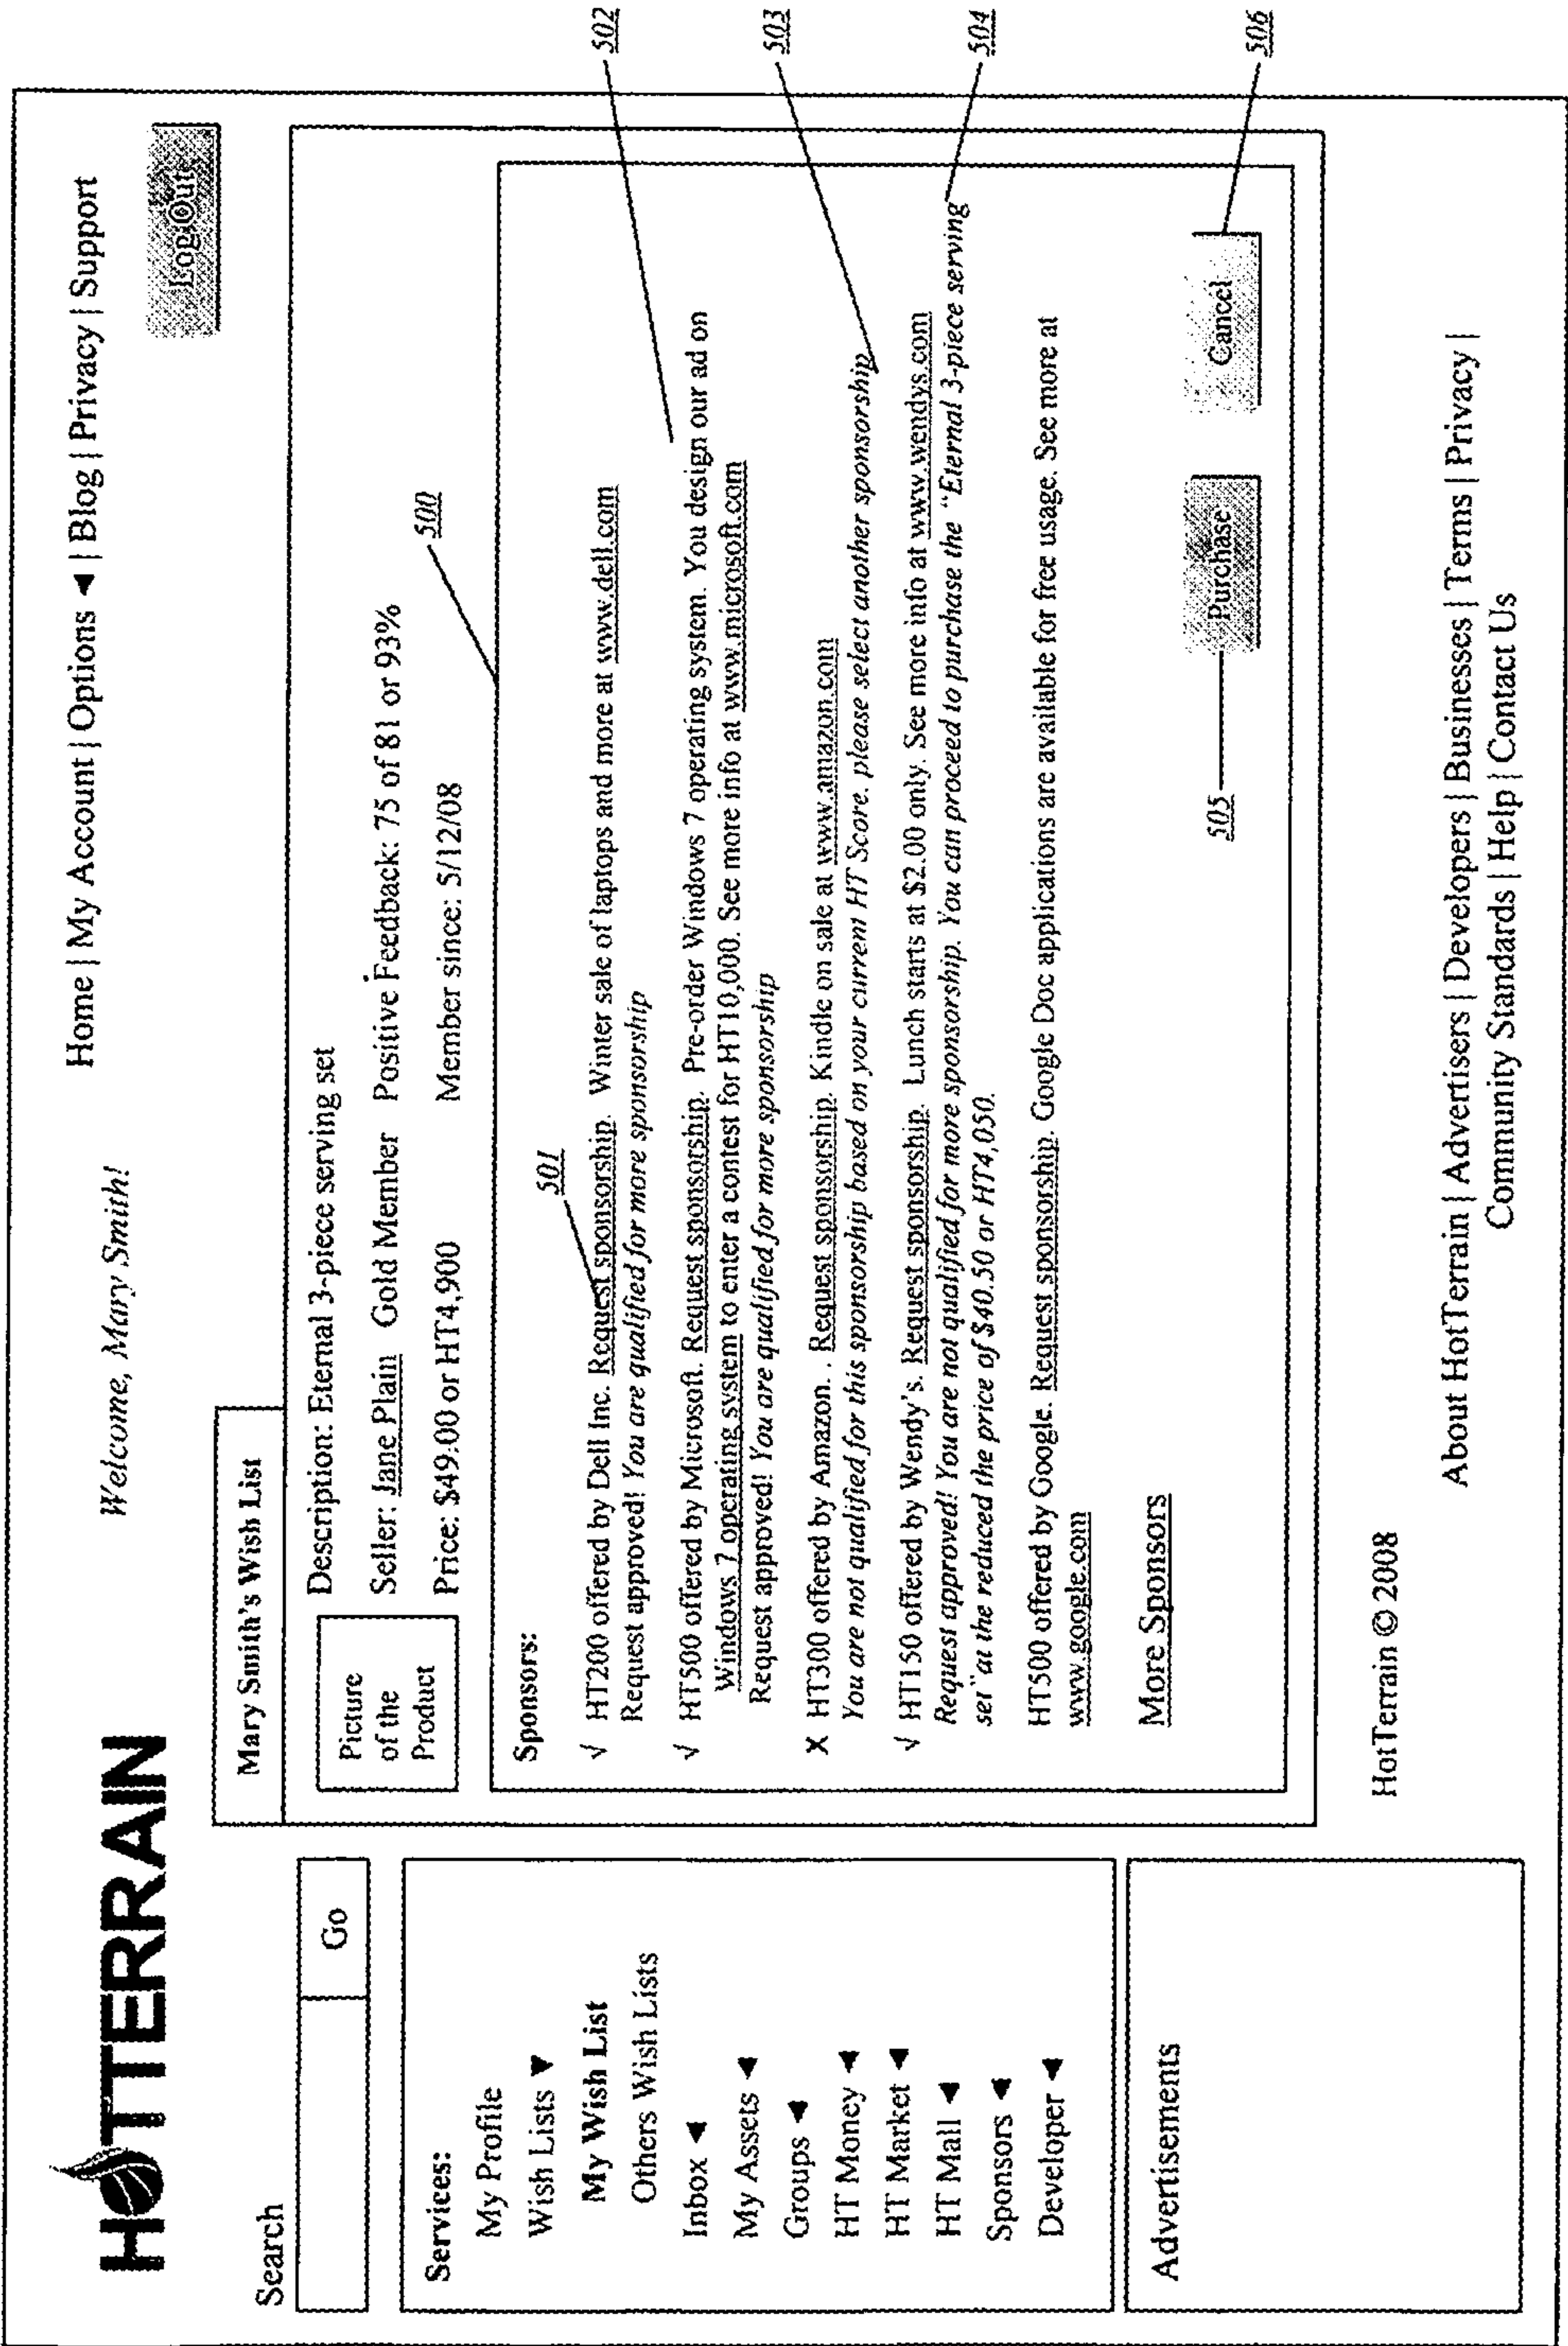 HOTTERRAIN
Welcome, Mary Smith!
Home | My Account | Options ◄ | Blog | Privacy | Support
Log Out
Search
Go
Services:
My Profile
Wish Lists ▼
My Wish List
Others Wish Lists
Inbox ◄
My Assets ◄
Groups ◄
HT Money ◄
HT Market ◄
HT Mall ◄
Sponsors ◄
Developer ◄
Advertisements
Mary Smith's Wish List
Picture
of the
Product
Description: Eternal 3-piece serving set
Seller: Jane Plain Gold Member Positive Feedback: 75 of 81 or 93%
Price: $49.00 or HT4,900 Member since: 5/12/08
500
Sponsors:
501
√ HT200 offered by Dell Inc. Request sponsorship. Winter sale of laptops and more at www.dell.com
Request approved! You are qualified for more sponsorship
502
√ HT500 offered by Microsoft. Request sponsorship. Pre-order Windows 7 operating system. You design our ad on
Windows 7 operating system to enter a contest for HT10,000. See more info at www.microsoft.com
Request approved! You are qualified for more sponsorship
X HT300 offered by Amazon. . Request sponsorship. Kindle on sale at www.amazon.com
You are not qualified for this sponsorship based on your current HT Score, please select another sponsorship
503
√ HT150 offered by Wendy's. Request sponsorship. Lunch starts at $2.00 only. See more info at www.wendys.com
Request approved! You are not qualified for more sponsorship. You can proceed to purchase the "Eternal 3-piece serving
set" at the reduced the price of $40.50 or HT4,050.
504
HT500 offered by Google. Request sponsorship. Google Doc applications are available for free usage. See more at
www.google.com
More Sponsors
505
Purchase
Cancel
506
HotTerrain © 2008
About HotTerrain | Advertisers | Developers | Businesses | Terms | Privacy |
Community Standards | Help | Contact Us